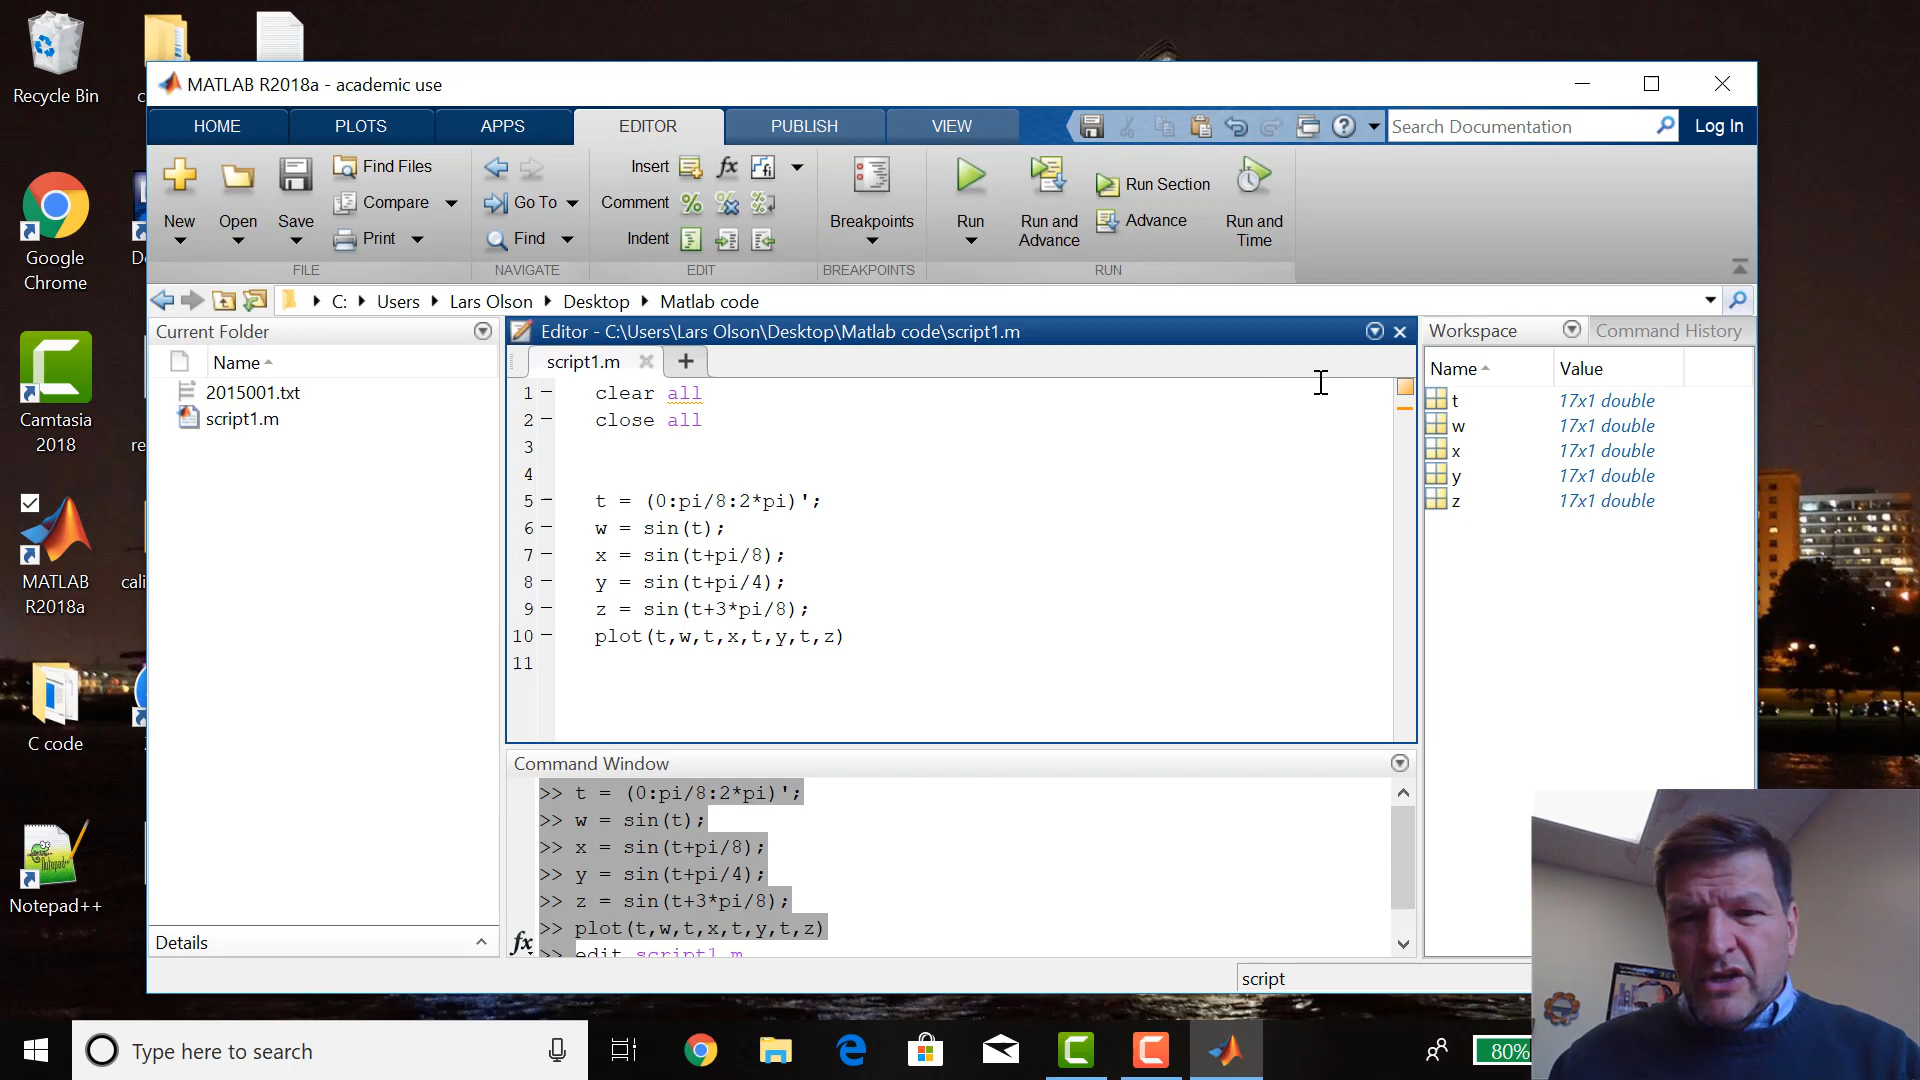 Recycle Bin
MATLAB R2018a - academic use
HOME
PLOTS
APPS
EDITOR
PUBLISH
VIEW
Search Documentation
Log In
New
Open
Save
Find Files
Compare
Print
FILE
Go To
Find
NAVIGATE
Insert
fx
Comment
Indent
EDIT
Breakpoints
BREAKPOINTS
Run
Run and
Advance
Run Section
Advance
Run and
Time
RUN
Google
Chrome
C:
Users
Lars Olson
Desktop
Matlab code
Current Folder
Name
2015001.txt
script1.m
Details
Editor - C:\Users\Lars Olson\Desktop\Matlab code\script1.m
script1.m
1 clear all
2 close all
3
4
5 t = (0:pi/8:2*pi)';
6 w = sin(t);
7 x = sin(t+pi/8);
8 y = sin(t+pi/4);
9 z = sin(t+3*pi/8);
10 plot(t,w,t,x,t,y,t,z)
11
Command Window
>> t = (0:pi/8:2*pi)';
>> w = sin(t);
>> x = sin(t+pi/8);
>> y = sin(t+pi/4);
>> z = sin(t+3*pi/8);
>> plot(t,w,t,x,t,y,t,z)
>> edit script1.m
fx
Workspace
Command History
Name
Value
t 17x1 double
w 17x1 double
x 17x1 double
y 17x1 double
z 17x1 double
script
Camtasia
2018
MATLAB
R2018a
C code
Notepad++
Type here to search
80%